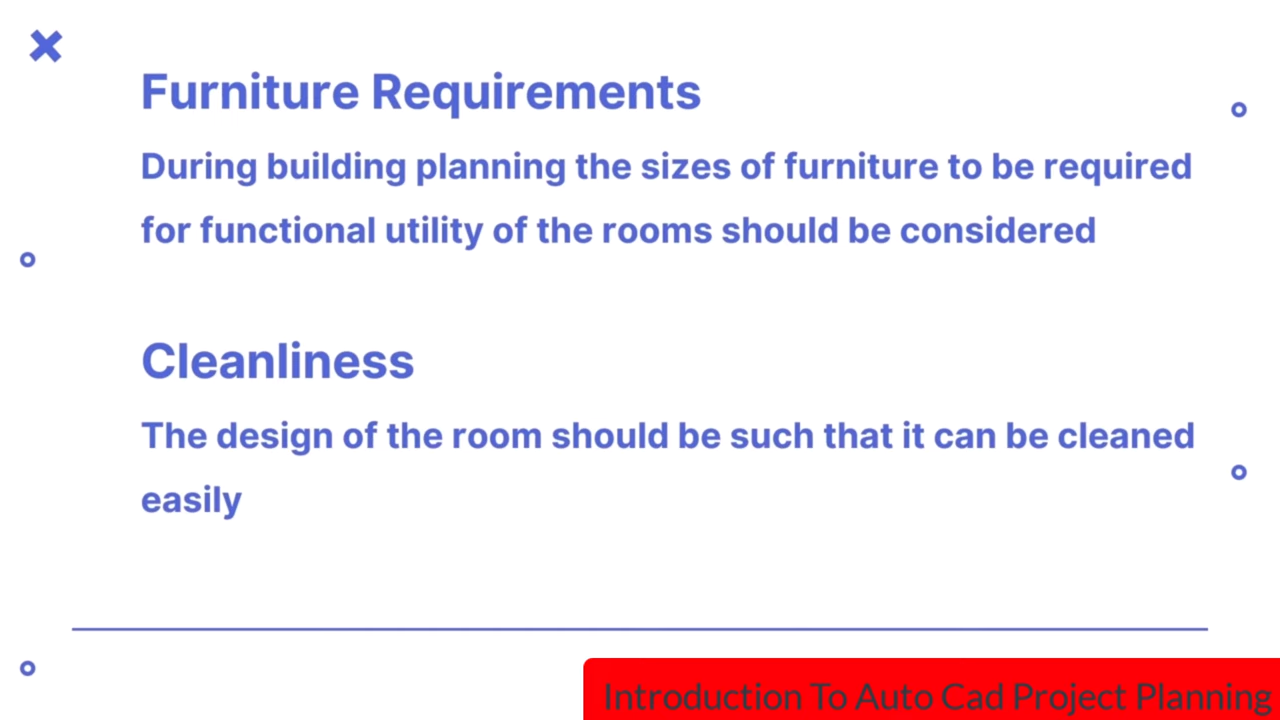 Furniture Requirements
During building planning the sizes of furniture to be required
for functional utility of the rooms should be considered
Cleanliness
The design of the room should be such that it can be cleaned
easily
Introduction To Auto Cad Project Planning